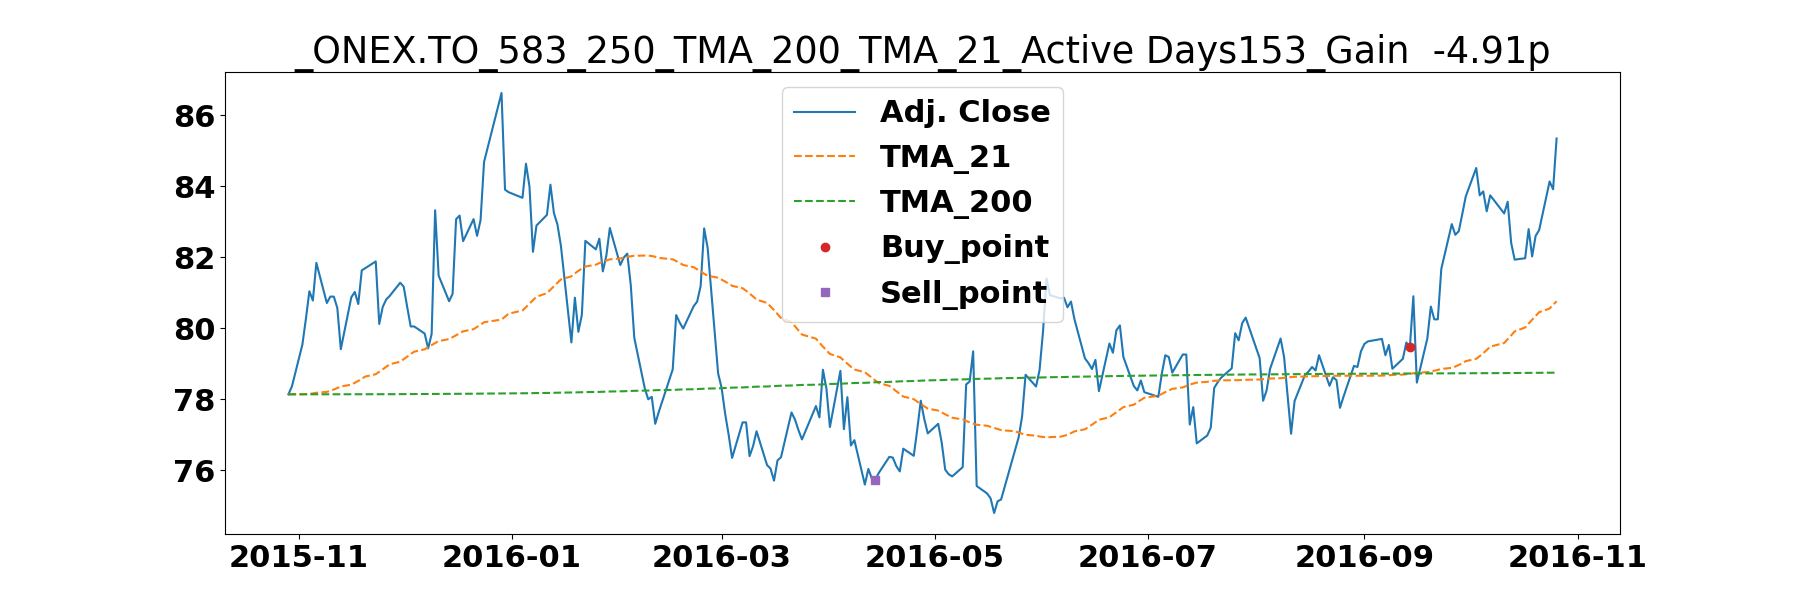 _ONEX.TO_583_250_TMA_200_TMA_21_Active Days153_Gain  -4.91p
Adj. Close
TMA_21
TMA_200
Buy_point
Sell_point
86
84
82
80
78
76
2015-11 2016-01 2016-03 2016-05 2016-07 2016-09 2016-11